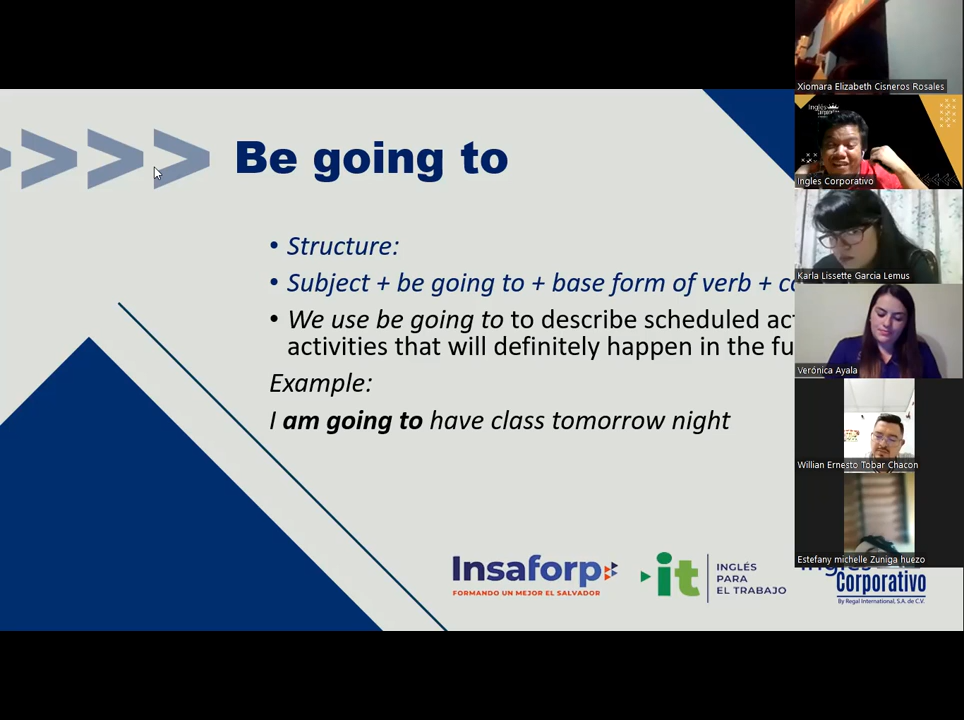 Be going to
• Structure:
• Subject + be going to + base form of verb +
• We use be going to to describe scheduled
activities that will definitely happen in the
Example:
I am going to have class tomorrow night
Insaforp
FORMANDO UN MEJOR EL SALVADOR
it
INGLÉS
PARA
EL TRABAJO
Corporativo
By Regal International, S.A. de C.V.
Xiomara Elizabeth Cisneros Rosales
Ingles Corporativo
Karla Lissette Garcia Lemus
Verónica Ayala
Willian Ernesto Tobar Chacon
Estefany michelle Zuniga huezo